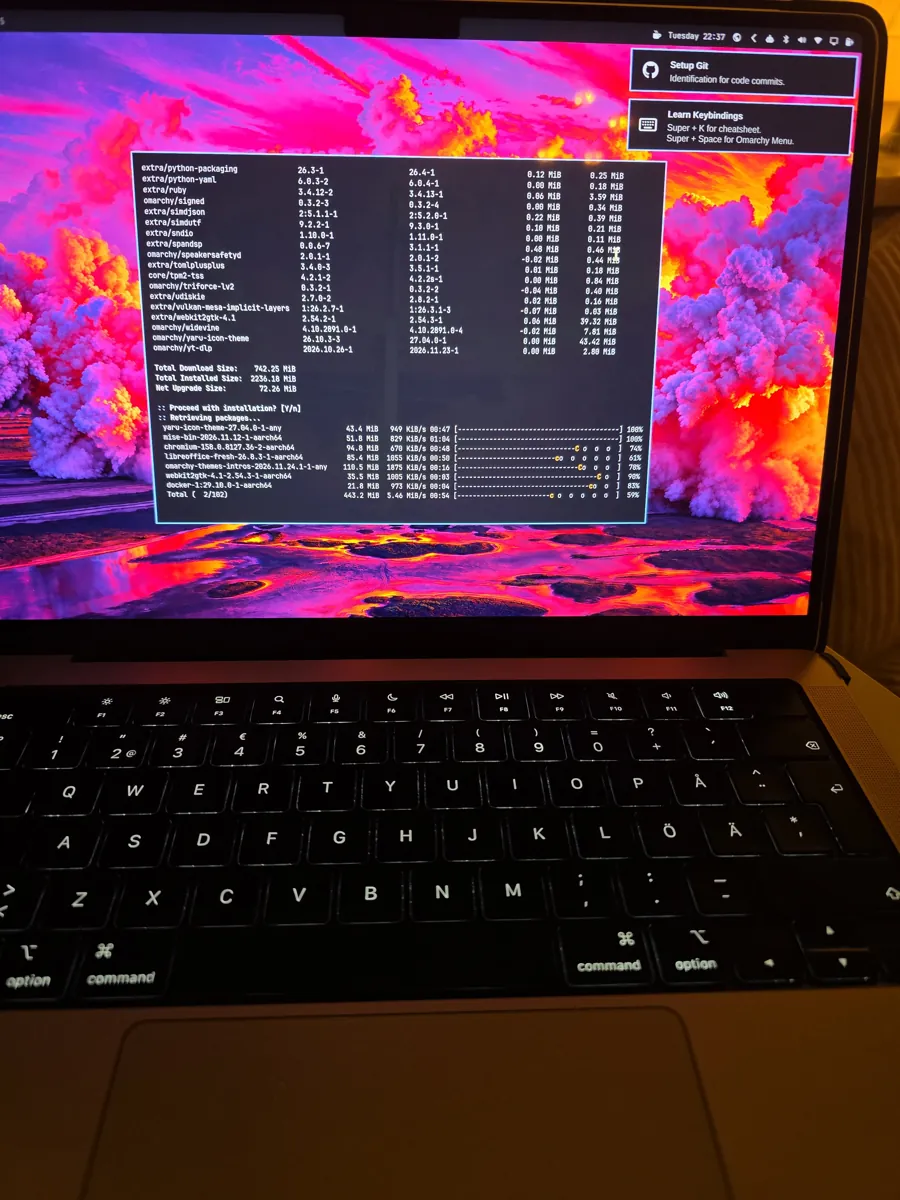 Tuesday 22:37
Setup Git
Identification for code commits.
Learn Keybindings
Super + K for cheatsheet.
Super + Space for Omarchy Menu.
extra/python-packaging 26.3-1 26.4-1 0.12 MiB 0.25 MiB
extra/python-yaml 6.0.3-2 6.0.4-1 0.00 MiB 0.18 MiB
extra/ruby 3.4.12-2 3.4.13-1 0.06 MiB 3.59 MiB
omarchy/signed 0.3.2-3 0.3.2-4 0.00 MiB 0.34 MiB
extra/simdjson 2:5.1.1-1 2:5.2.0-1 0.22 MiB 0.39 MiB
extra/simdutf 9.2.2-1 9.3.0-1 0.10 MiB 0.21 MiB
extra/sndio 1.10.0-1 1.11.0-1 0.00 MiB 0.11 MiB
extra/spandsp 0.0.6-7 3.1.1-1 0.48 MiB 0.46 MiB
omarchy/speakersafetyd 2.0.1-1 2.0.1-2 -0.02 MiB 0.44 MiB
extra/tomlplusplus 3.4.0-3 3.5.1-1 0.01 MiB 0.18 MiB
core/tpm2-tss 4.2.1-2 4.2.2s-1 0.00 MiB 0.84 MiB
omarchy/triforce-lv2 0.3.2-1 0.3.2-2 -0.04 MiB 0.40 MiB
extra/udiskie 2.7.0-2 2.8.2-1 0.02 MiB 0.16 MiB
extra/vulkan-mesa-implicit-layers 1:26.2.7-1 1:26.3.1-3 -0.07 MiB 0.03 MiB
extra/webkit2gtk-4.1 2.54.2-1 2.54.3-1 0.06 MiB 39.32 MiB
omarchy/widevine 4.10.2891.0-1 4.10.2891.0-4 -0.02 MiB 7.81 MiB
omarchy/yaru-icon-theme 26.10.3-3 27.04.0-1 0.00 MiB 43.42 MiB
omarchy/yt-dlp 2026.10.26-1 2026.11.23-1 0.00 MiB 2.80 MiB
Total Download Size: 742.25 MiB
Total Installed Size: 2236.18 MiB
Net Upgrade Size: 72.26 MiB
:: Proceed with installation? [Y/n]
:: Retrieving packages...
yaru-icon-theme-27.04.0-1-any 43.4 MiB 949 KiB/s 00:47 [----------------------------------] 100%
mise-bin-2026.11.12-1-aarch64 51.8 MiB 829 KiB/s 01:04 [----------------------------------] 100%
chromium-158.0.8127.36-2-aarch64 94.8 MiB 670 KiB/s 00:48 [-------------------------C o o o o ] 74%
libreoffice-fresh-26.8.3-1-aarch64 85.4 MiB 1055 KiB/s 00:50 [---------------------co o o o o ] 61%
omarchy-themes-intros-2026.11.24.1-1-any 110.5 MiB 1875 KiB/s 00:16 [--------------------------Co o o o ] 78%
webkit2gtk-4.1-2.54.3-1-aarch64 35.5 MiB 1005 KiB/s 00:03 [------------------------------C o ] 90%
docker-1:29.10.0-1-aarch64 21.8 MiB 973 KiB/s 00:04 [----------------------------co o ] 83%
Total ( 2/102) 443.2 MiB 5.46 MiB/s 00:54 [--------------------c o o o o o ] 59%
esc F1 F2 F3 F4 F5 F6 F7 F8 F9 F10 F11 F12
! " # € % & / ( ) = ? `
1 2 @ 3 4 5 6 7 8 9 0 + ´
Q W E R T Y U I O P Å ^ ¨
A S D F G H J K L Ö Ä * '
> < Z X C V B N M ; , : . _ -
option command command option